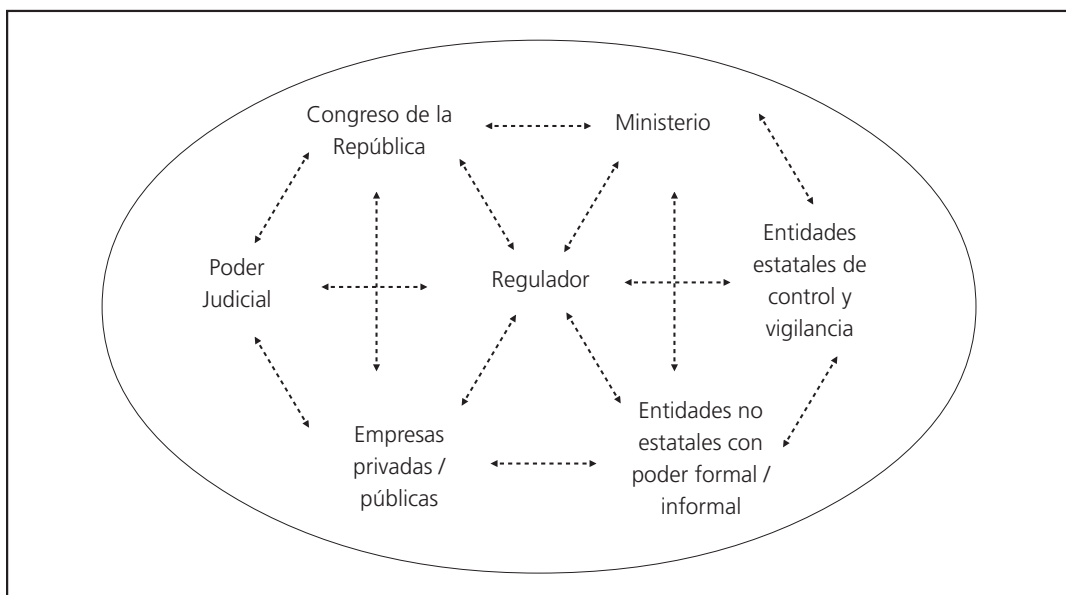 Congreso de la
República
Ministerio
Poder
Judicial
Regulador
Entidades
estatales de
control y
vigilancia
Empresas
privadas /
públicas
Entidades no
estatales con
poder formal /
informal